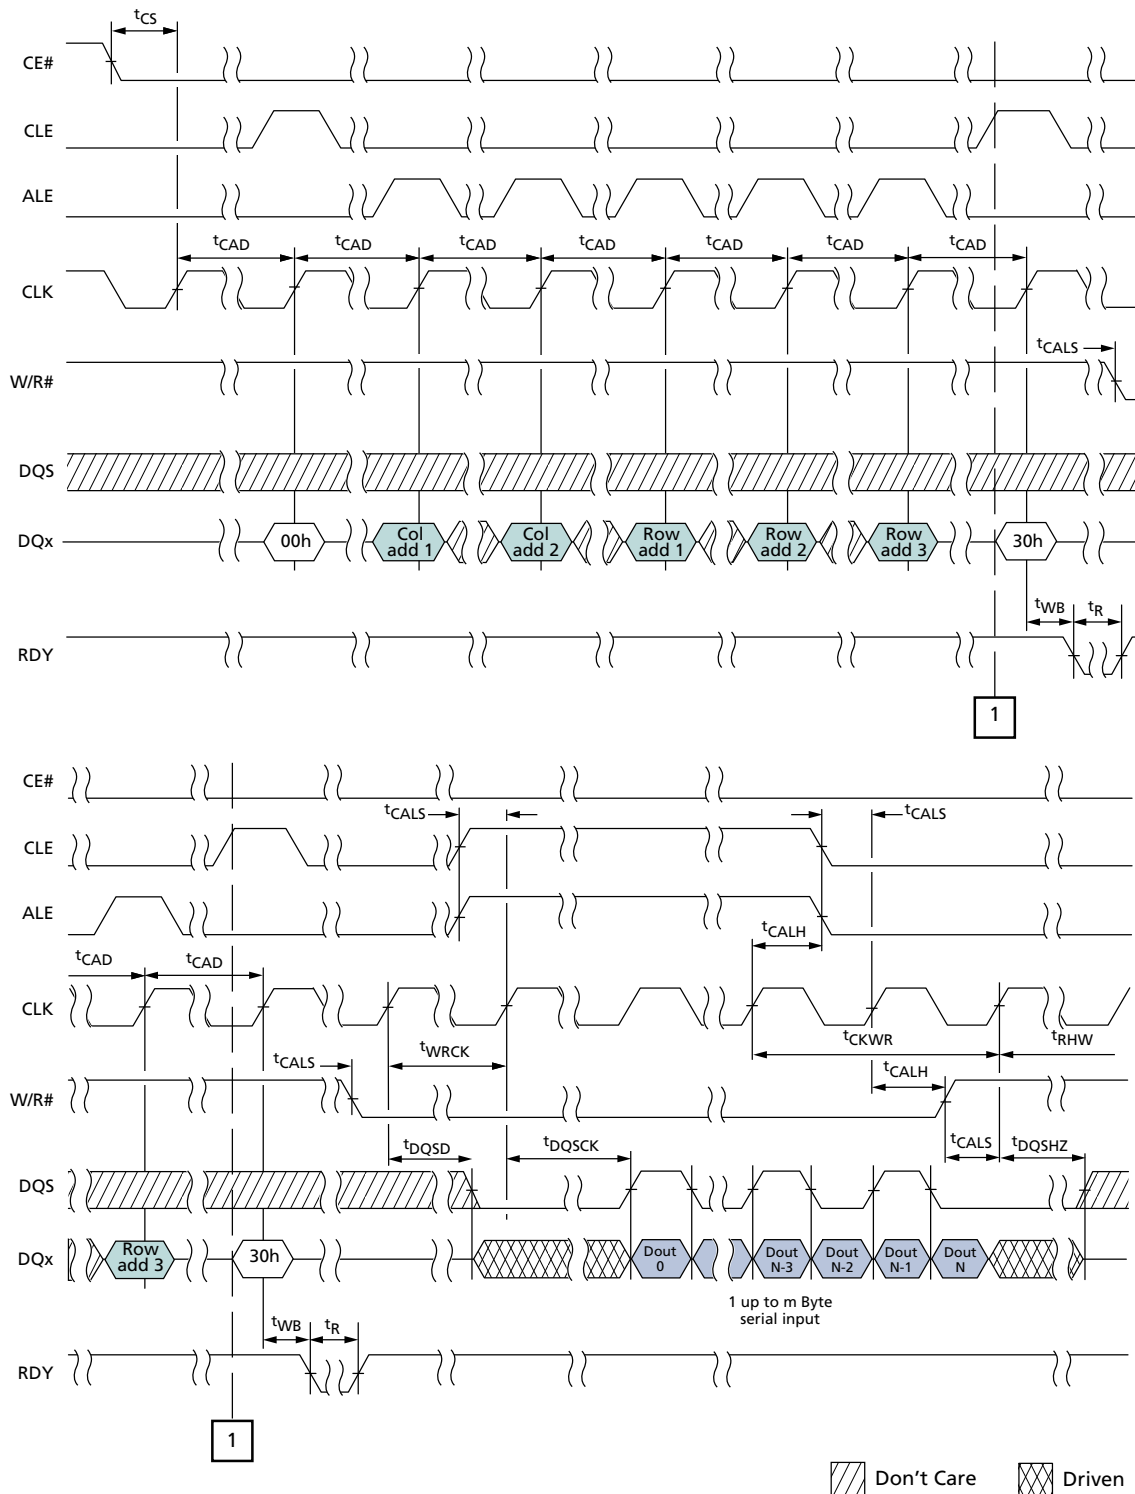 tCS
CE#
CLE
ALE
tCAD tCAD tCAD tCAD tCAD tCAD tCAD
CLK
tCALS
W/R#
DQS
DQx
00h
Col add 1
Col add 2
Row add 1
Row add 2
Row add 3
30h
tWB tR
RDY
1
CE#
tCALS tCALS
CLE
ALE
tCALH
tCAD tCAD
CLK
tCKWR tRHW
tWRCK
tCALS
tCALH
W/R#
tDQSD tDQSCK tCALS tDQSHZ
DQS
DQx
Row add 3
30h
Dout 0
Dout N-3
Dout N-2
Dout N-1
Dout N
1 up to m Byte
serial input
tWB tR
RDY
1
Don't Care Driven